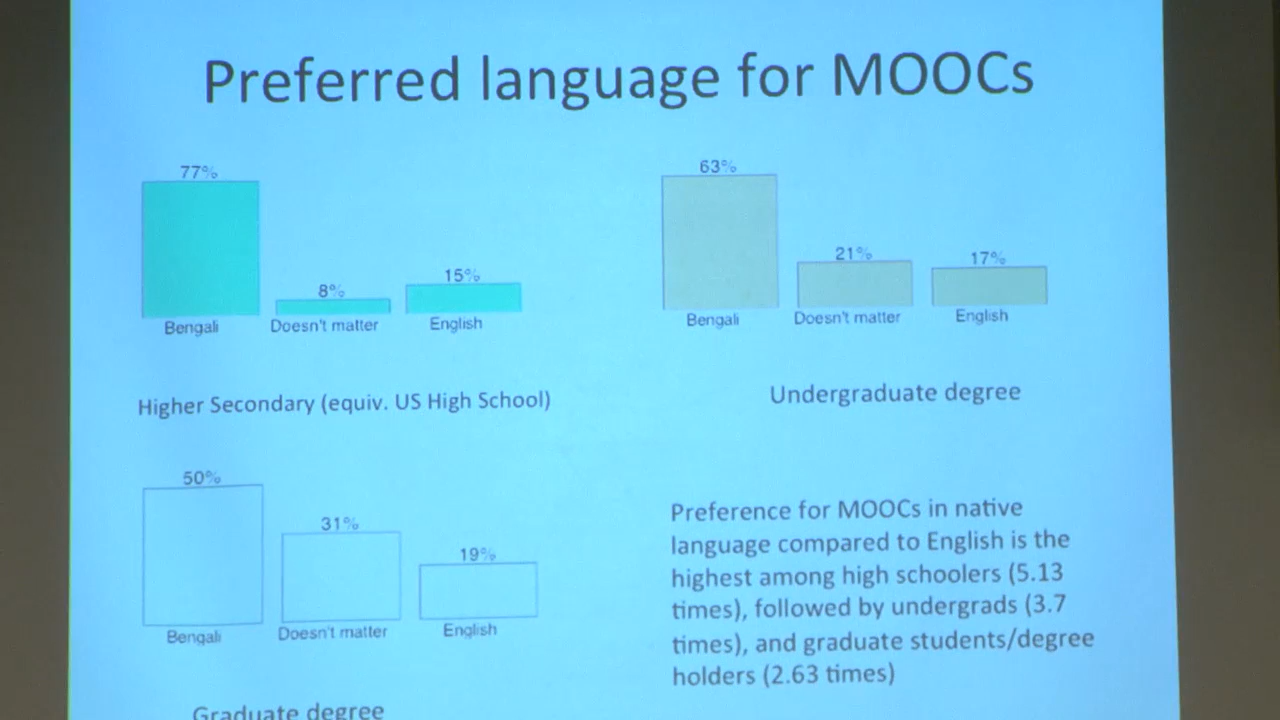 Preferred language for MOOCs
77%
8%
15%
Bengali
Doesn't matter
English
Higher Secondary (equiv. US High School)
63%
21%
17%
Bengali
Doesn't matter
English
Undergraduate degree
50%
31%
19%
Bengali
Doesn't matter
English
Graduate degree
Preference for MOOCs in native
language compared to English is the
highest among high schoolers (5.13
times), followed by undergrads (3.7
times), and graduate students/degree
holders (2.63 times)